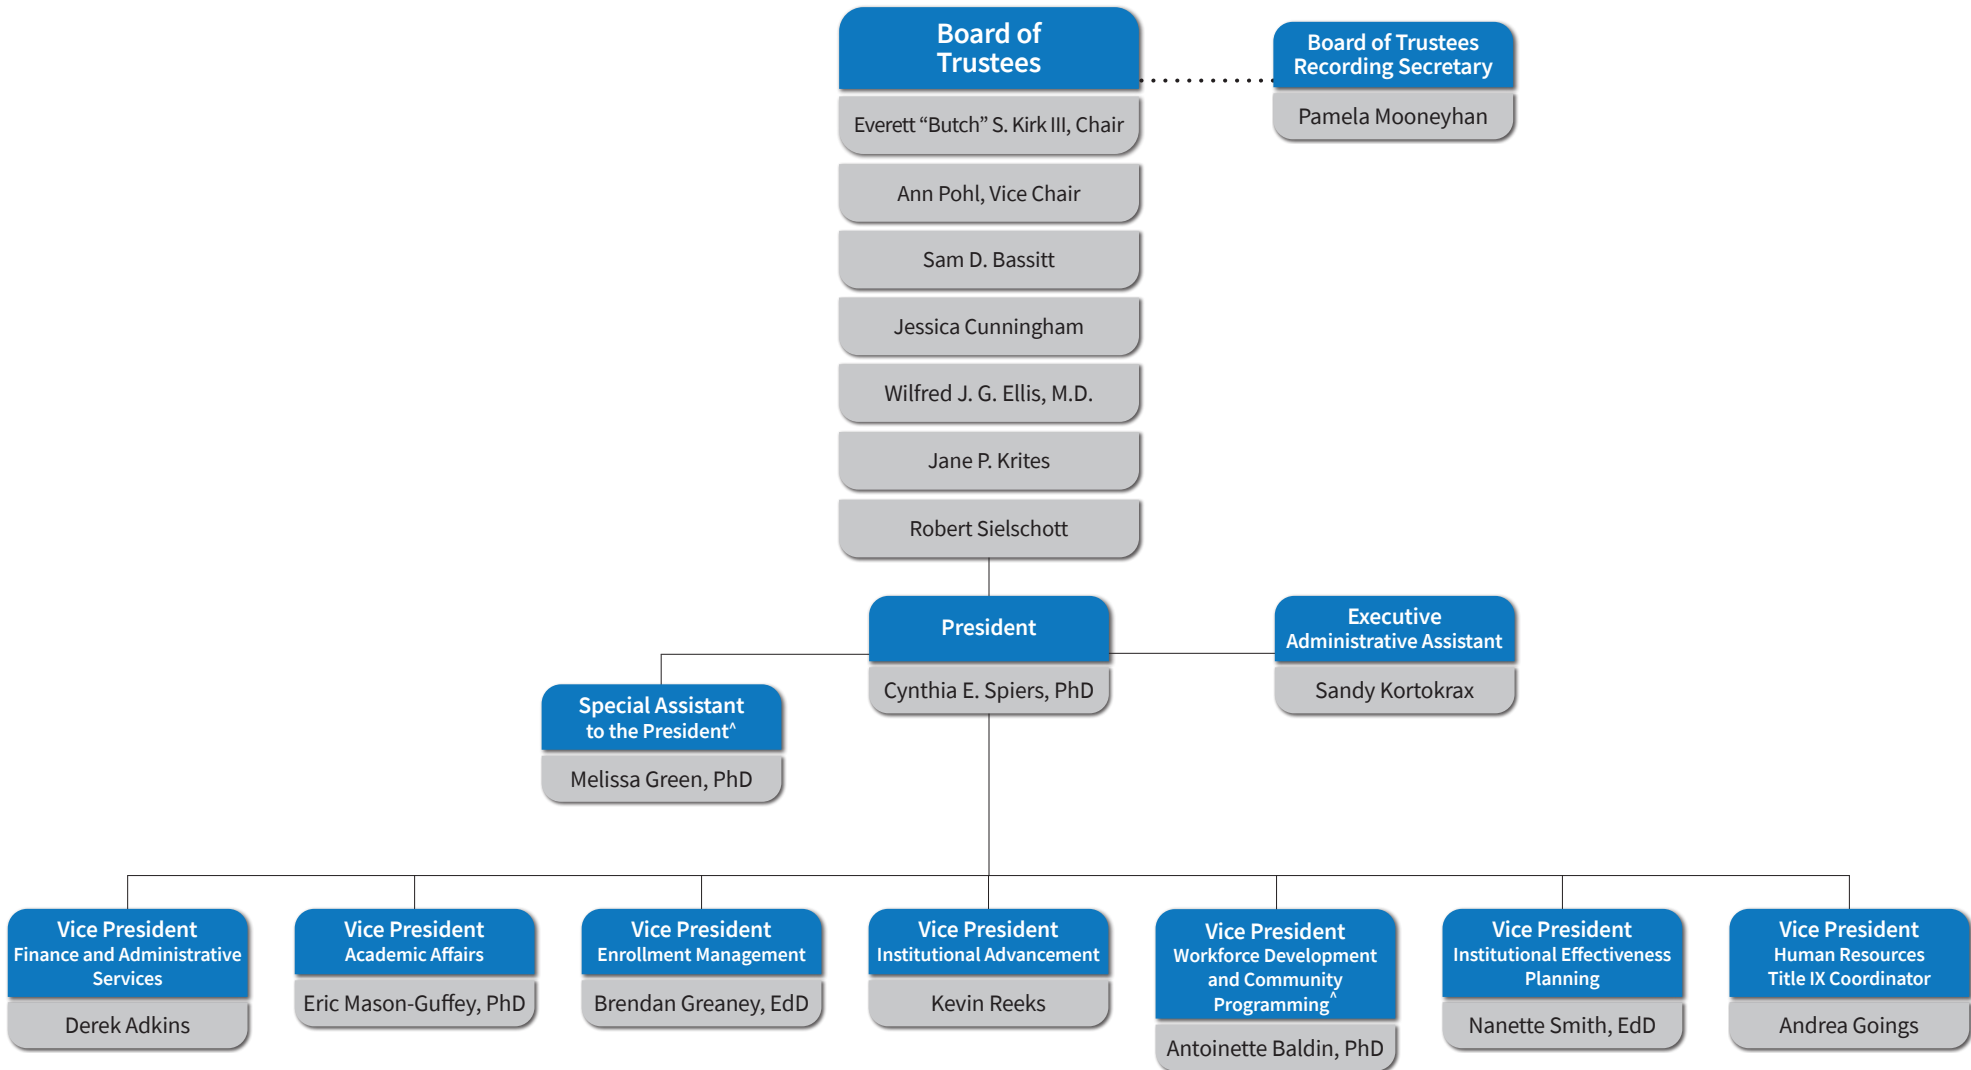 Board of
Trustees
Everett “Butch” S. Kirk III, Chair
Ann Pohl, Vice Chair
Sam D. Bassitt
Jessica Cunningham
Wilfred J. G. Ellis, M.D.
Jane P. Krites
Robert Sielschott
Board of Trustees
Recording Secretary
Pamela Mooneyhan
President
Cynthia E. Spiers, PhD
Executive
Administrative Assistant
Sandy Kortokrax
Special Assistant
to the President^
Melissa Green, PhD
Vice President
Finance and Administrative
Services
Derek Adkins
Vice President
Academic Affairs
Eric Mason-Guffey, PhD
Vice President
Enrollment Management
Brendan Greaney, EdD
Vice President
Institutional Advancement
Kevin Reeks
Vice President
Workforce Development
and Community
Programming^
Antoinette Baldin, PhD
Vice President
Institutional Effectiveness
Planning
Nanette Smith, EdD
Vice President
Human Resources
Title IX Coordinator
Andrea Goings